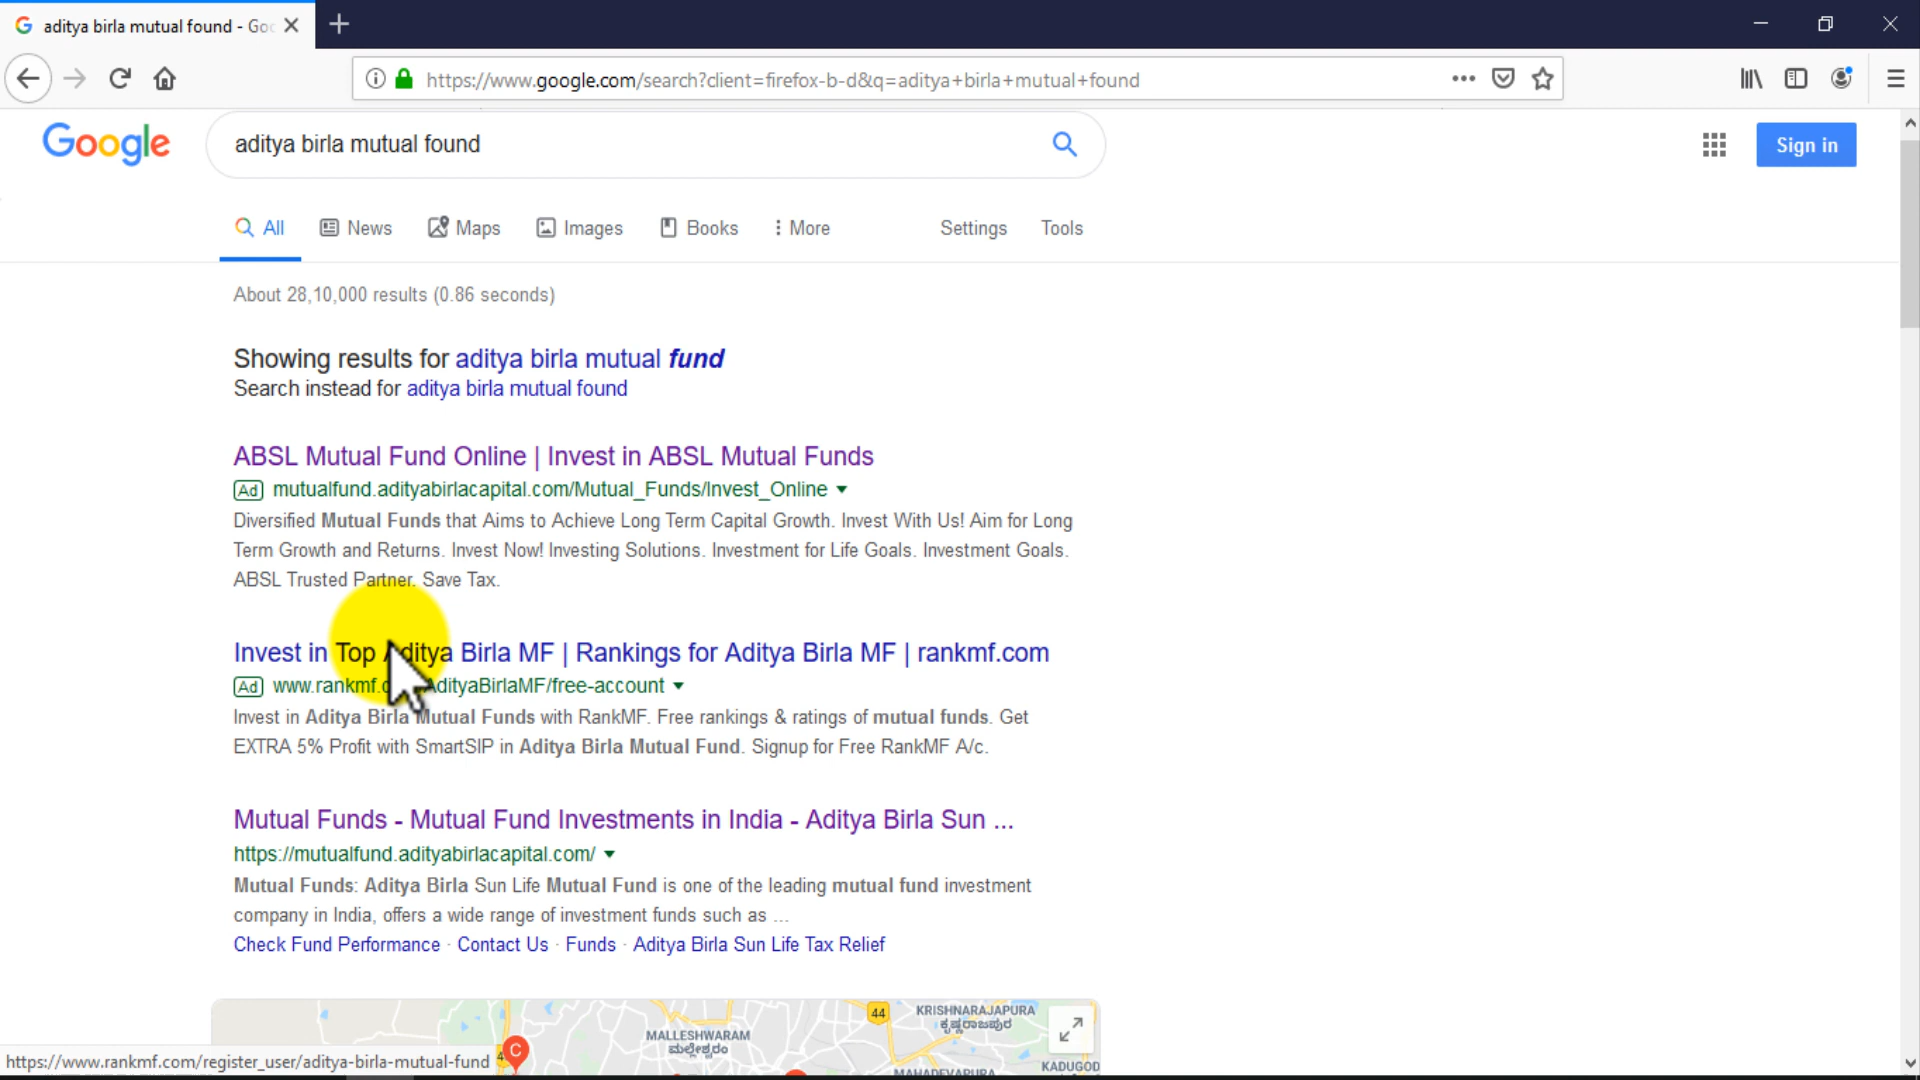 aditya birla mutual found - Goo
https://www.google.com/search?client=firefox-b-d&q=aditya+birla+mutual+found
Google
aditya birla mutual found
Sign in
All News Maps Images Books More Settings Tools
About 28,10,000 results (0.86 seconds)
Showing results for aditya birla mutual fund
Search instead for aditya birla mutual found
ABSL Mutual Fund Online | Invest in ABSL Mutual Funds
Ad mutualfund.adityabirlacapital.com/Mutual_Funds/Invest_Online
Diversified Mutual Funds that Aims to Achieve Long Term Capital Growth. Invest With Us! Aim for Long
Term Growth and Returns. Invest Now! Investing Solutions. Investment for Life Goals. Investment Goals.
ABSL Trusted Partner. Save Tax.
Invest in Top Aditya Birla MF | Rankings for Aditya Birla MF | rankmf.com
Ad www.rankmf.c AdityaBirlaMF/free-account
Invest in Aditya Birla Mutual Funds with RankMF. Free rankings & ratings of mutual funds. Get
EXTRA 5% Profit with SmartSIP in Aditya Birla Mutual Fund. Signup for Free RankMF A/c.
Mutual Funds - Mutual Fund Investments in India - Aditya Birla Sun ...
https://mutualfund.adityabirlacapital.com/
Mutual Funds: Aditya Birla Sun Life Mutual Fund is one of the leading mutual fund investment
company in India, offers a wide range of investment funds such as ...
Check Fund Performance · Contact Us · Funds · Aditya Birla Sun Life Tax Relief
44
KRISHNARAJAPURA
ಕೃಷ್ಣರಾಜಪುರ
MALLESHWARAM
ಮಲ್ಲೇಶ್ವರಂ
C
KADUGOD
MAHADEVAPURA
https://www.rankmf.com/register_user/aditya-birla-mutual-fund